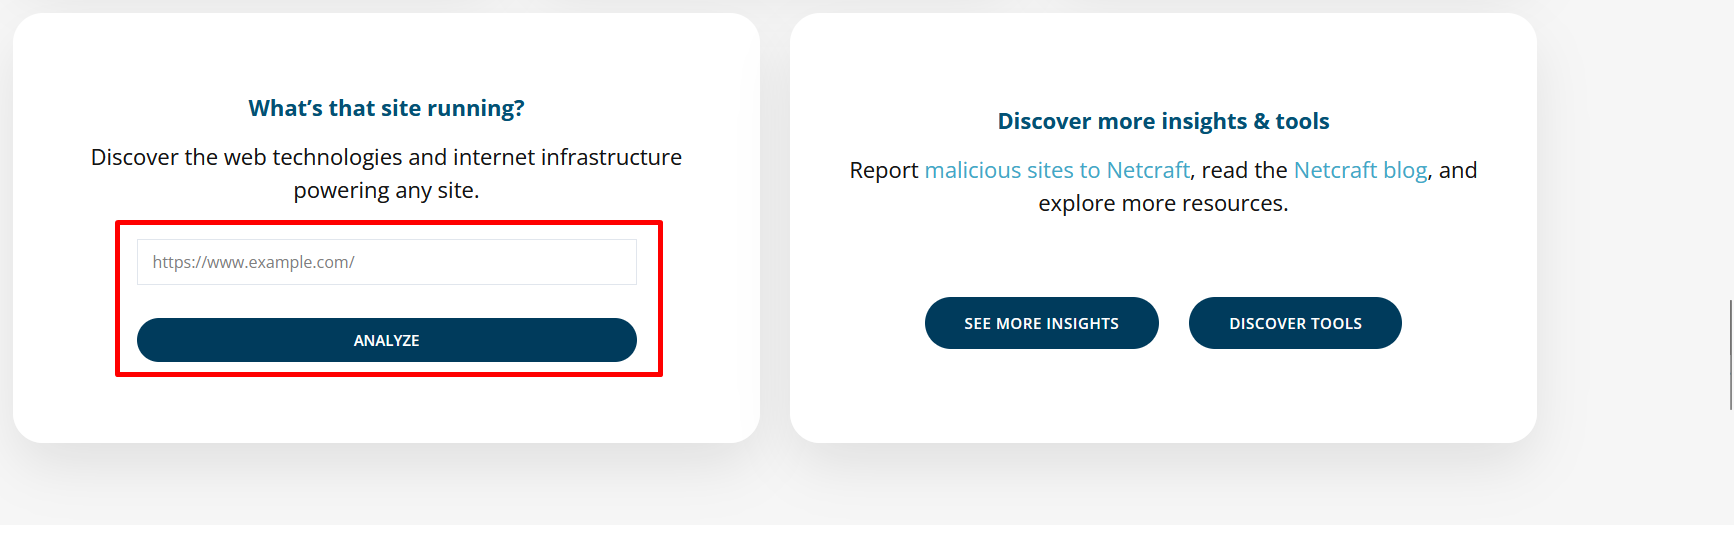 What’s that site running?
Discover the web technologies and internet infrastructure
powering any site.
https://www.example.com/
ANALYZE
Discover more insights & tools
Report malicious sites to Netcraft, read the Netcraft blog, and
explore more resources.
SEE MORE INSIGHTS
DISCOVER TOOLS